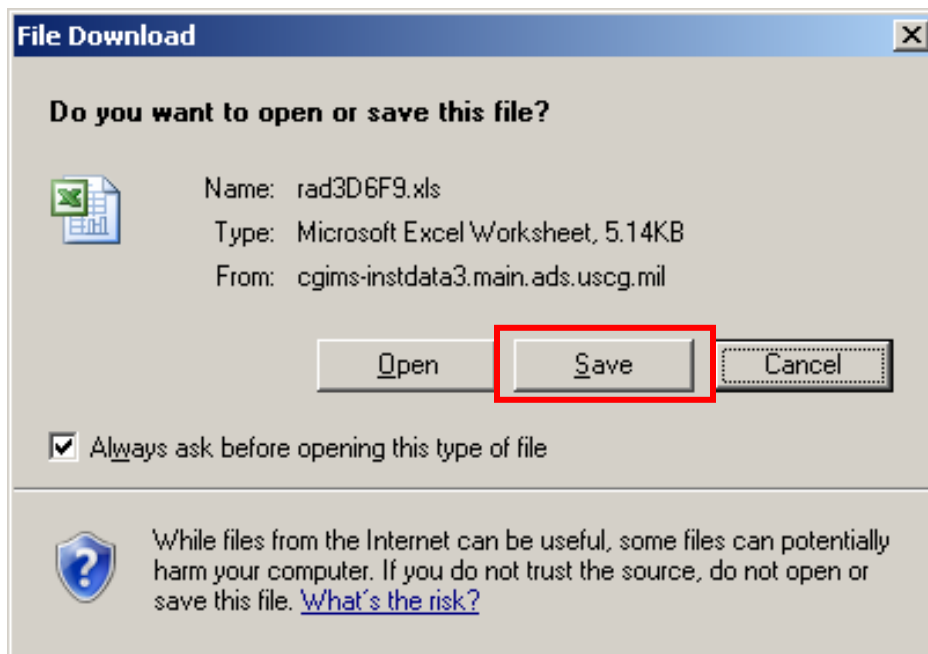 File Download
Do you want to open or save this file?
Name: rad3D6F9.xls
Type: Microsoft Excel Worksheet, 5.14KB
From: cgims-instdata3.main.ads.uscg.mil
Open Save Cancel
Always ask before opening this type of file
While files from the Internet can be useful, some files can potentially
harm your computer. If you do not trust the source, do not open or
save this file. What's the risk?